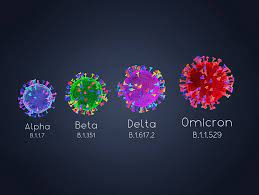 Alpha
B.1.1.7
Beta
B.1.351
Delta
B.1.617.2
Omicron
B.1.1.529